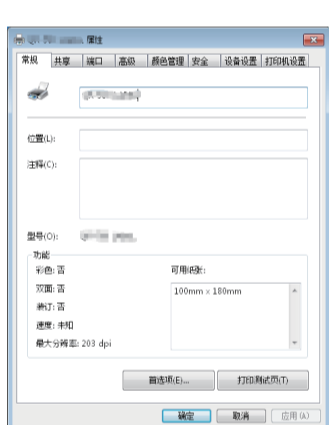 属性
常规 共享 端口 高级 颜色管理 安全 设备设置 打印机设置
位置(L):
注释(C):
型号(O):
功能
彩色: 否 可用纸张:
双面: 否 100mm × 180mm
装订: 否
速度: 未知
最大分辨率: 203 dpi
首选项(E)... 打印测试页(T)
确定 取消 应用(A)